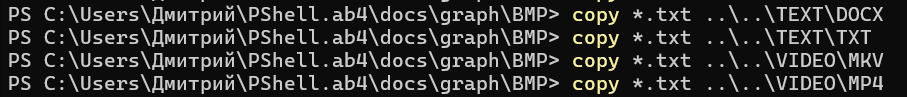 PS C:\Users\Дмитрий\PShell.ab4\docs\graph\BMP> copy *.txt ..\..\TEXT\DOCX
PS C:\Users\Дмитрий\PShell.ab4\docs\graph\BMP> copy *.txt ..\..\TEXT\TXT
PS C:\Users\Дмитрий\PShell.ab4\docs\graph\BMP> copy *.txt ..\..\VIDEO\MKV
PS C:\Users\Дмитрий\PShell.ab4\docs\graph\BMP> copy *.txt ..\..\VIDEO\MP4